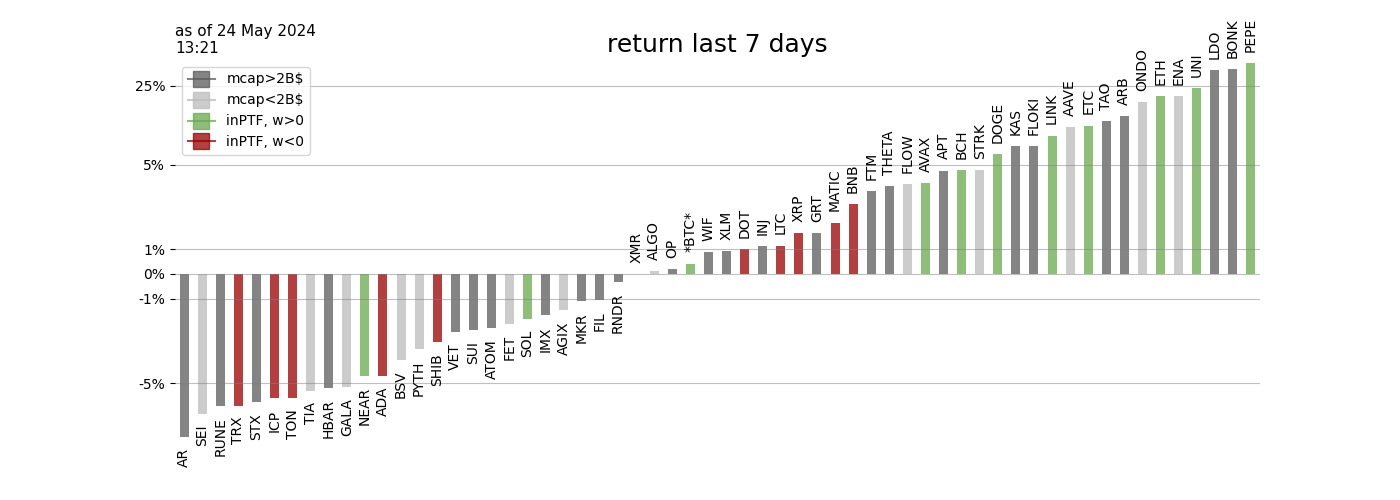 as of 24 May 2024
13:21
return last 7 days
mcap>2B$
mcap<2B$
inPTF, w>0
inPTF, w<0
25%
5%
1%
0%
-1%
-5%
AR
SEI
RUNE
TRX
STX
ICP
TON
TIA
HBAR
GALA
NEAR
ADA
BSV
PYTH
SHIB
VET
SUI
ATOM
FET
SOL
IMX
AGIX
MKR
FIL
RNDR
XMR
ALGO
OP
*BTC*
WIF
XLM
DOT
INJ
LTC
XRP
GRT
MATIC
BNB
FTM
THETA
FLOW
AVAX
APT
BCH
STRK
DOGE
KAS
FLOKI
LINK
AAVE
ETC
TAO
ARB
ONDO
ETH
ENA
UNI
LDO
BONK
PEPE